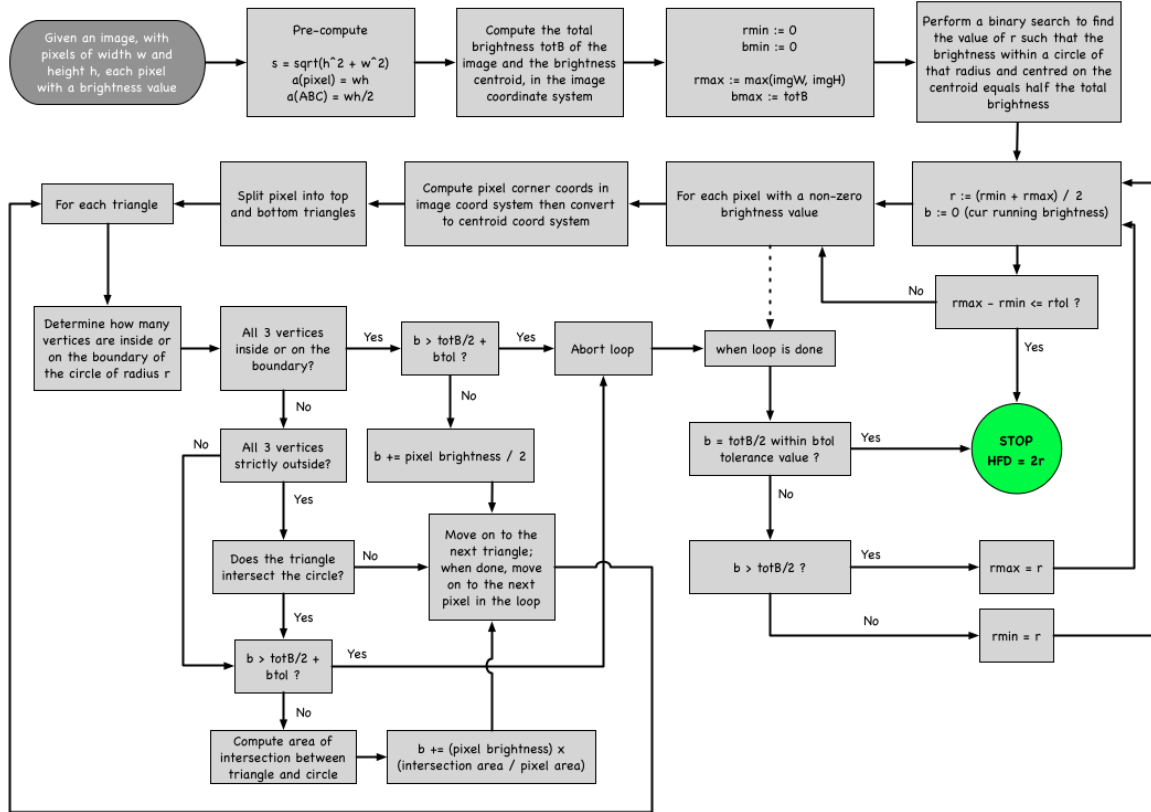 Given an image, with
pixels of width w and
height h, each pixel
with a brightness value
Pre-compute
s = sqrt(h^2 + w^2)
a(pixel) = wh
a(ABC) = wh/2
Compute the total
brightness totB of the
image and the brightness
centroid, in the image
coordinate system
rmin := 0
bmin := 0
rmax := max(imgW, imgH)
bmax := totB
Perform a binary search to find
the value of r such that the
brightness within a circle of
that radius and centred on the
centroid equals half the total
brightness
r := (rmin + rmax) / 2
b := 0 (cur running brightness)
For each pixel with a non-zero
brightness value
Compute pixel corner coords in
image coord system then convert
to centroid coord system
Split pixel into top
and bottom triangles
For each triangle
No
rmax - rmin <= rtol ?
Yes
STOP
HFD = 2r
Determine how many
vertices are inside or
on the boundary of
the circle of radius r
All 3 vertices
inside or on the
boundary?
Yes
b > totB/2 +
btol ?
Yes
Abort loop
when loop is done
No
No
b += pixel brightness / 2
No
All 3 vertices
strictly outside?
Yes
b = totB/2 within btol
tolerance value ?
Yes
No
Does the triangle
intersect the circle?
No
Move on to the
next triangle;
when done, move
on to the next
pixel in the loop
b > totB/2 ?
Yes
rmax = r
Yes
No
rmin = r
b > totB/2 +
btol ?
Yes
No
Compute area of
intersection between
triangle and circle
b += (pixel brightness) x
(intersection area / pixel area)